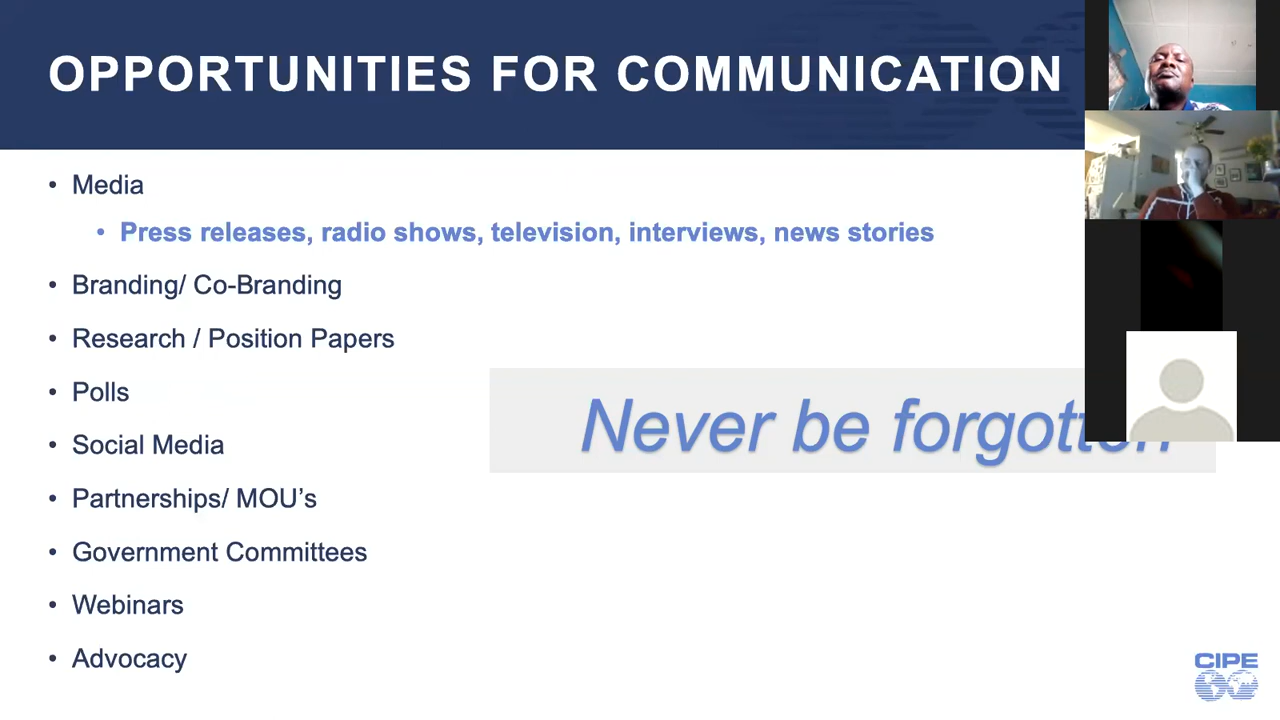 OPPORTUNITIES FOR COMMUNICATION
• Media
• Press releases, radio shows, television, interviews, news stories
• Branding/ Co-Branding
• Research / Position Papers
• Polls
• Social Media
• Partnerships/ MOU’s
• Government Committees
• Webinars
• Advocacy
Never be forgotten
CIPE